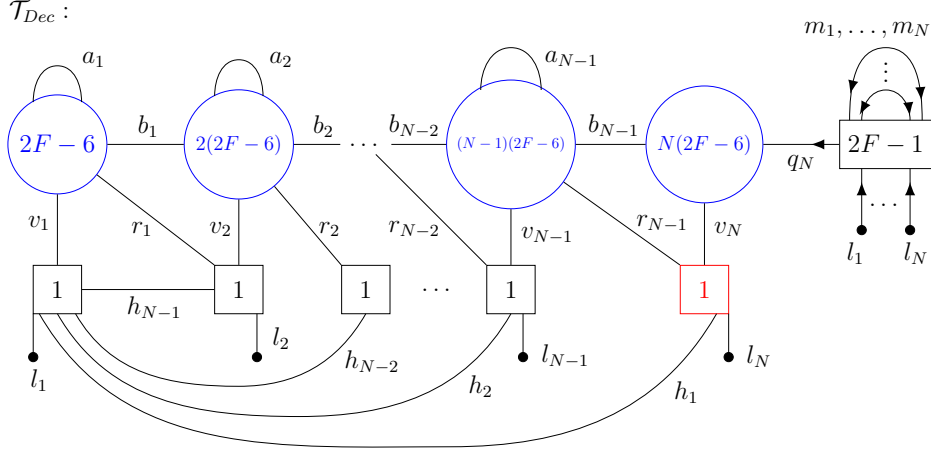 𝒯_{Dec} :
m_1, …, m_N
a_1 a_2 a_{N−1}
2F − 6 b_1 2(2F−6) b_2 ⋯ b_{N−2} (N−1)(2F−6) b_{N−1} N(2F−6) q_N 2F − 1
v_1 r_1 v_2 r_2 r_{N−2} v_{N−1} r_{N−1} v_N
l_1 ⋯ l_N
1 h_{N−1} 1 1 ⋯ 1 1
l_1 l_2 h_{N−2} l_{N−1} l_N
h_2 h_1